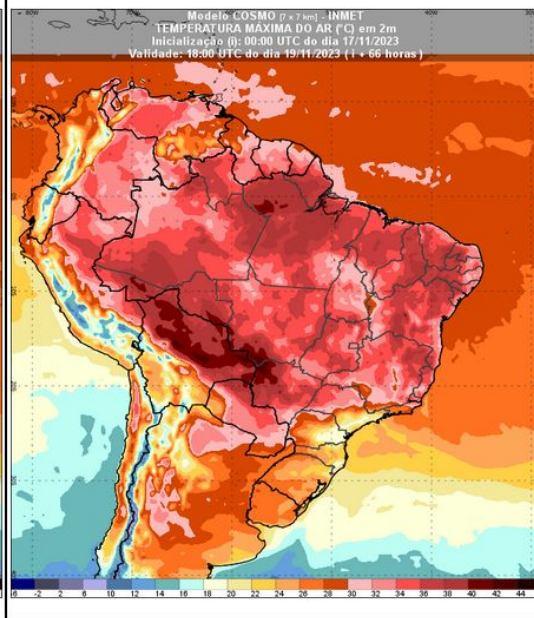 Modelo COSMO [7 x 7 km] - INMET
TEMPERATURA MÁXIMA DO AR (°C) em 2m
Inicialização (i): 00:00 UTC do dia 17/11/2023
Validade: 18:00 UTC do dia 19/11/2023 ( i + 66 horas )
-2 2 6 10 12 14 16 18 20 22 24 26 28 30 32 34 36 38 40 42 44